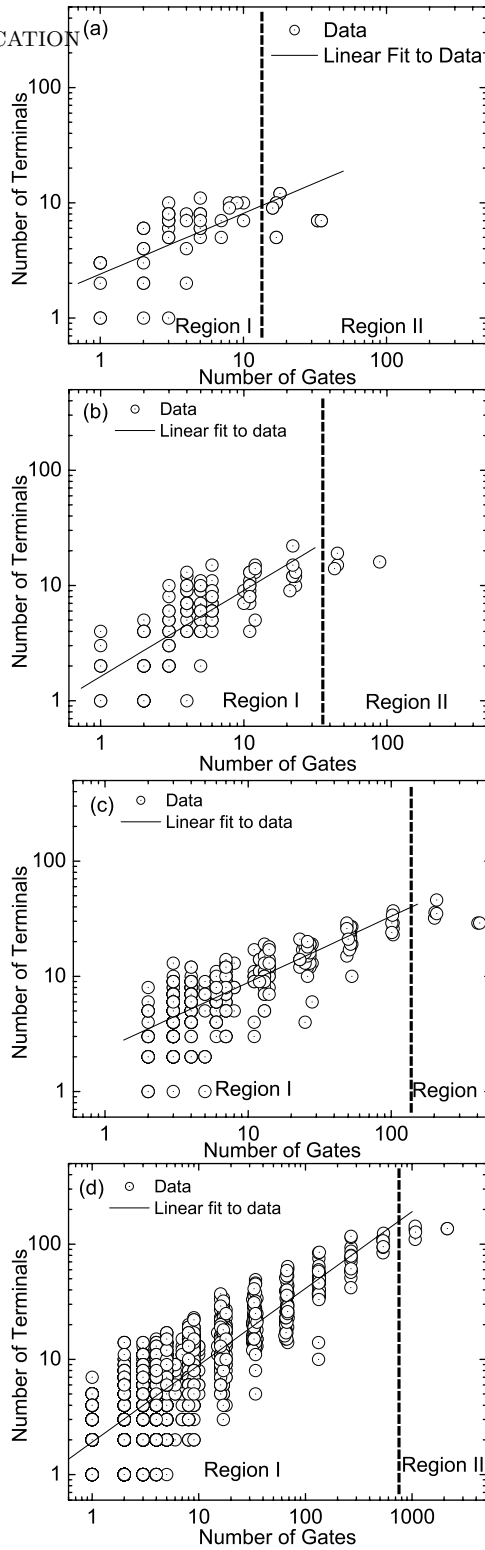 CATION
(a)
Data
Linear Fit to Data
100
10
1
Number of Terminals
Region I
Region II
1
10
100
Number of Gates
(b)
Data
Linear fit to data
100
10
1
Number of Terminals
Region I
Region II
1
10
100
Number of Gates
(c)
Data
Linear fit to data
100
10
1
Number of Terminals
Region I
Region
1
10
100
Number of Gates
(d)
Data
Linear fit to data
100
10
1
Number of Terminals
Region I
Region II
1
10
100
1000
Number of Gates